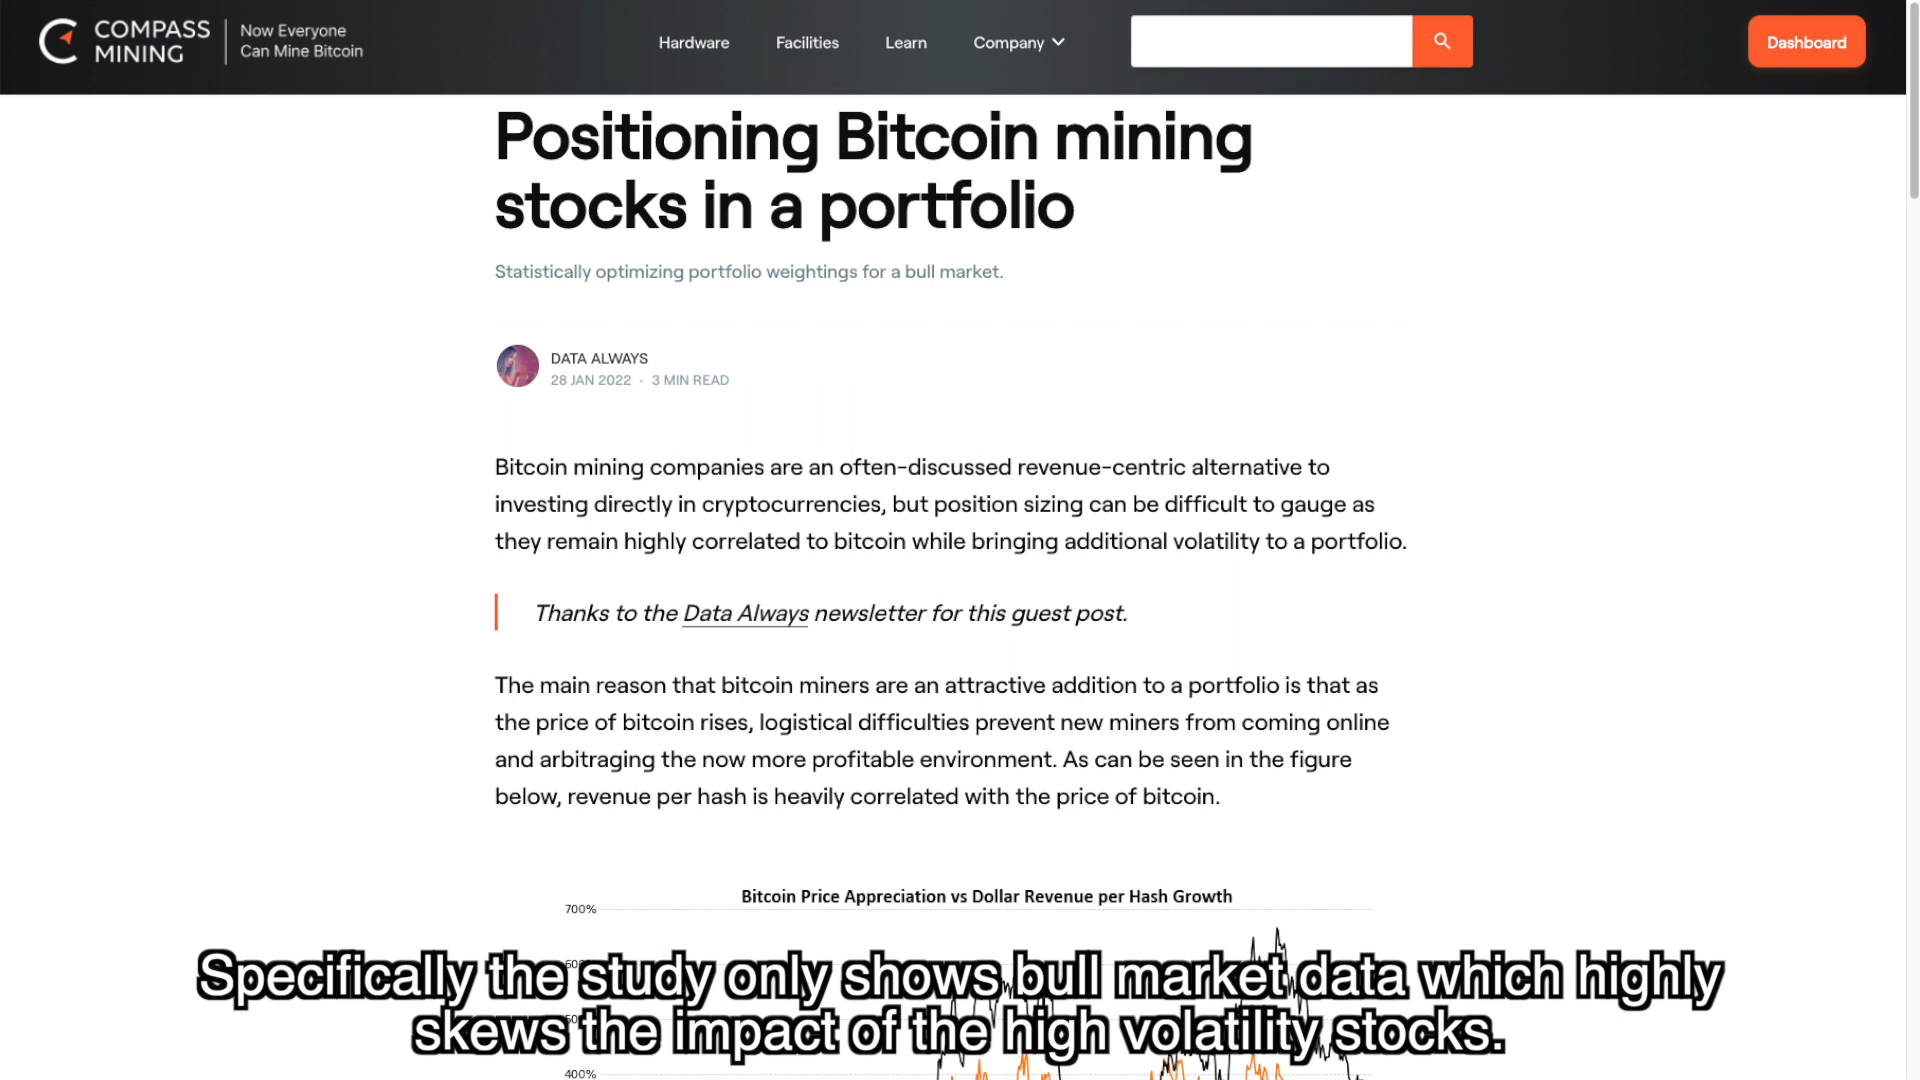 COMPASS
MINING
Now Everyone
Can Mine Bitcoin
Hardware
Facilities
Learn
Company
Dashboard
Positioning Bitcoin mining
stocks in a portfolio
Statistically optimizing portfolio weightings for a bull market.
DATA ALWAYS
28 JAN 2022 · 3 MIN READ
Bitcoin mining companies are an often-discussed revenue-centric alternative to
investing directly in cryptocurrencies, but position sizing can be difficult to gauge as
they remain highly correlated to bitcoin while bringing additional volatility to a portfolio.
Thanks to the Data Always newsletter for this guest post.
The main reason that bitcoin miners are an attractive addition to a portfolio is that as
the price of bitcoin rises, logistical difficulties prevent new miners from coming online
and arbitraging the now more profitable environment. As can be seen in the figure
below, revenue per hash is heavily correlated with the price of bitcoin.
Bitcoin Price Appreciation vs Dollar Revenue per Hash Growth
700%
Specifically the study only shows bull market data which highly
skews the impact of the high volatility stocks.
400%